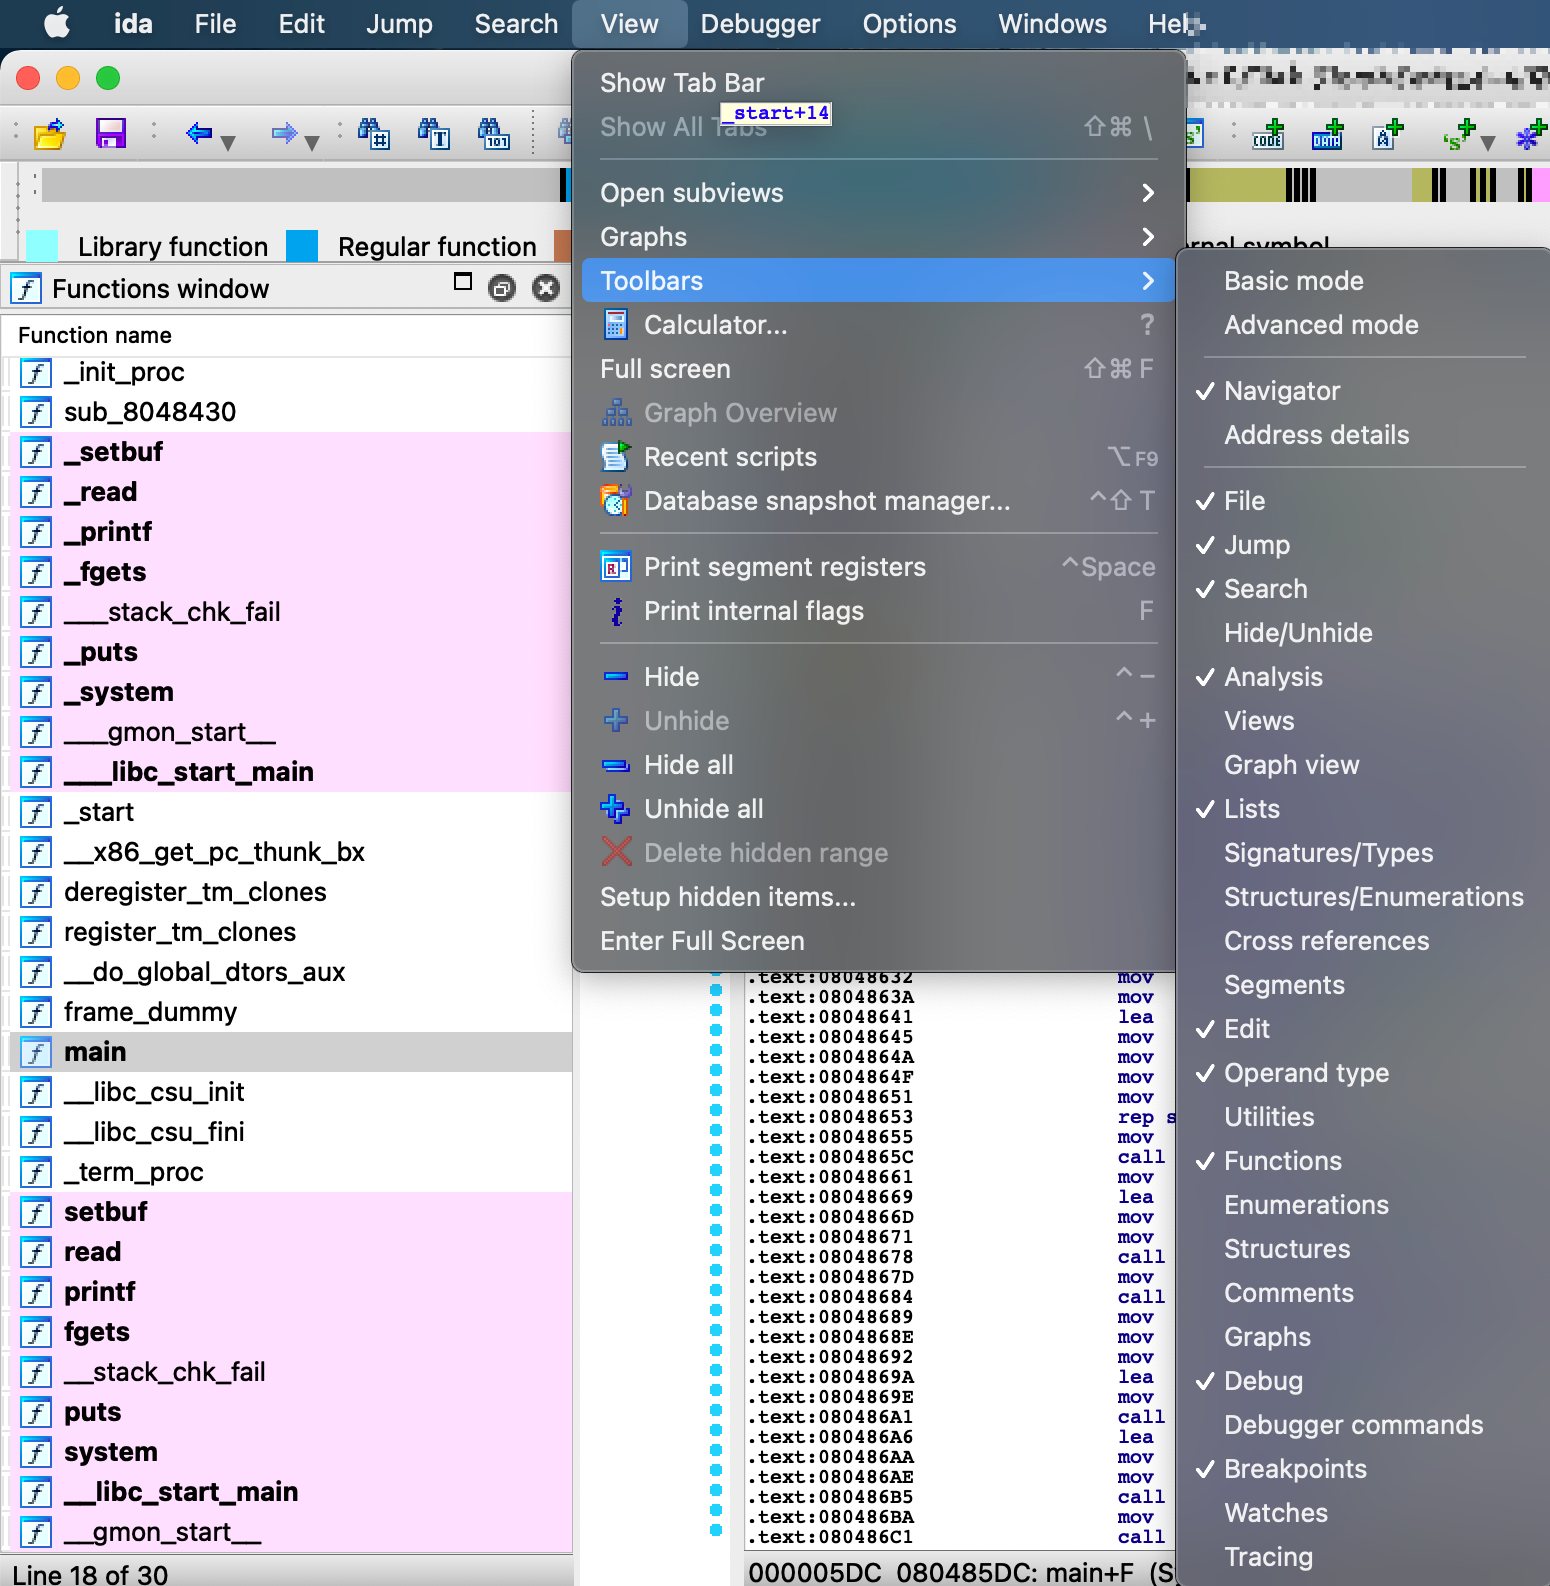 ida File Edit Jump Search View Debugger Options Windows Hel
Show Tab Bar
_start+14
Show All Tabs ⇧⌘ \
Open subviews
Graphs
Toolbars
Calculator... ?
Full screen ⇧⌘ F
Graph Overview
Recent scripts ⌥F9
Database snapshot manager... ^⇧ T
Print segment registers ^Space
Print internal flags F
Hide ^ −
Unhide ^ +
Hide all
Unhide all
Delete hidden range
Setup hidden items...
Enter Full Screen
CODE DATA A 's'
Library function Regular function rnal symbol
Functions window
Function name
_init_proc
sub_8048430
_setbuf
_read
_printf
_fgets
___stack_chk_fail
_puts
_system
___gmon_start__
___libc_start_main
_start
__x86_get_pc_thunk_bx
deregister_tm_clones
register_tm_clones
__do_global_dtors_aux
frame_dummy
main
__libc_csu_init
__libc_csu_fini
_term_proc
setbuf
read
printf
fgets
__stack_chk_fail
puts
system
__libc_start_main
__gmon_start__
Line 18 of 30
Basic mode
Advanced mode
✓ Navigator
Address details
✓ File
✓ Jump
✓ Search
Hide/Unhide
✓ Analysis
Views
Graph view
✓ Lists
Signatures/Types
Structures/Enumerations
Cross references
Segments
✓ Edit
✓ Operand type
Utilities
✓ Functions
Enumerations
Structures
Comments
Graphs
✓ Debug
Debugger commands
✓ Breakpoints
Watches
Tracing
.text:08048632 mov
.text:0804863A mov
.text:08048641 lea
.text:08048645 mov
.text:0804864A mov
.text:0804864F mov
.text:08048651 mov
.text:08048653 rep s
.text:08048655 mov
.text:0804865C call
.text:08048661 mov
.text:08048669 lea
.text:0804866D mov
.text:08048671 mov
.text:08048678 call
.text:0804867D mov
.text:08048684 call
.text:08048689 mov
.text:0804868E mov
.text:08048692 mov
.text:0804869A lea
.text:0804869E mov
.text:080486A1 call
.text:080486A6 lea
.text:080486AA mov
.text:080486AE mov
.text:080486B5 call
.text:080486BA mov
.text:080486C1 call
000005DC 080485DC: main+F (S